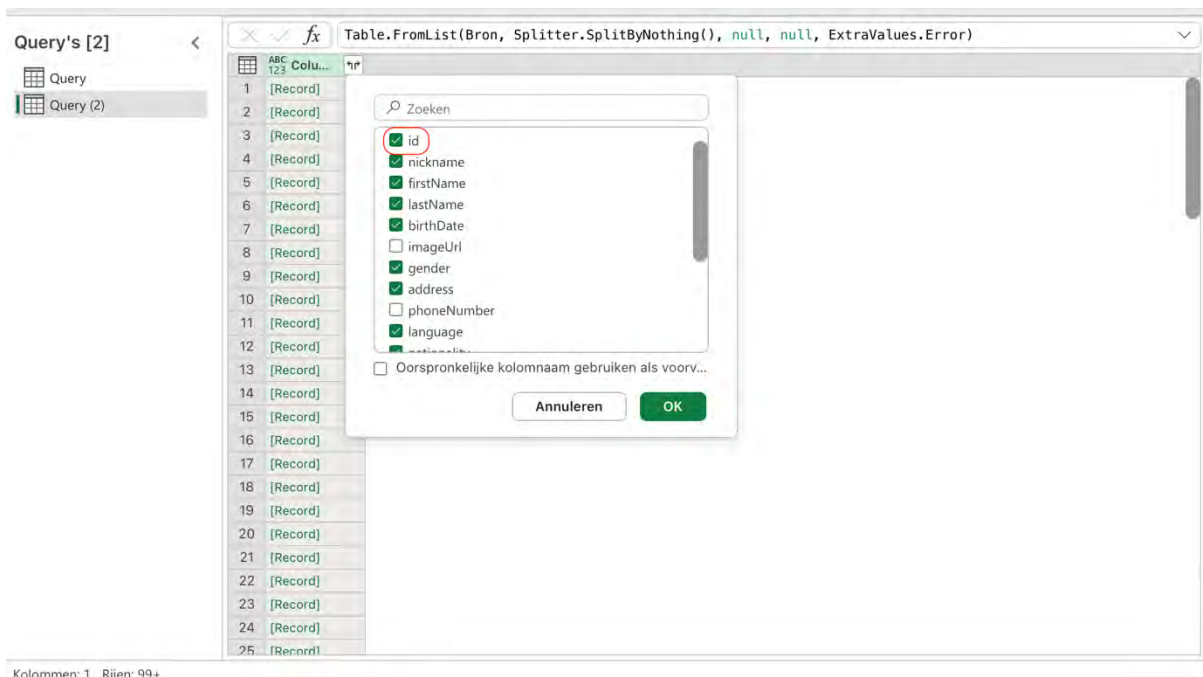 Query's [2]
Query
Query (2)
fx Table.FromList(Bron, Splitter.SplitByNothing(), null, null, ExtraValues.Error)
ABC 123 Colu...
1 [Record]
2 [Record]
3 [Record]
4 [Record]
5 [Record]
6 [Record]
7 [Record]
8 [Record]
9 [Record]
10 [Record]
11 [Record]
12 [Record]
13 [Record]
14 [Record]
15 [Record]
16 [Record]
17 [Record]
18 [Record]
19 [Record]
20 [Record]
21 [Record]
22 [Record]
23 [Record]
24 [Record]
25 [Record]
Zoeken
id
nickname
firstName
lastName
birthDate
imageUrl
gender
address
phoneNumber
language
nationality
Oorspronkelijke kolomnaam gebruiken als voorv...
Annuleren
OK
Kolommen: 1 Rijen: 99+